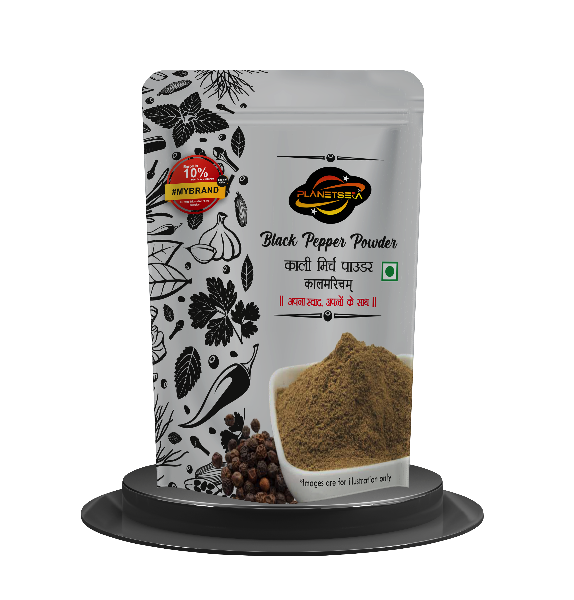 10%
#MYBRAND
PLANETSERA
Black Pepper Powder
काली मिर्च पाउडर
कालमरिचम्
|| अपना स्वाद, अपनों के साथ ||
*Images are for illustration only